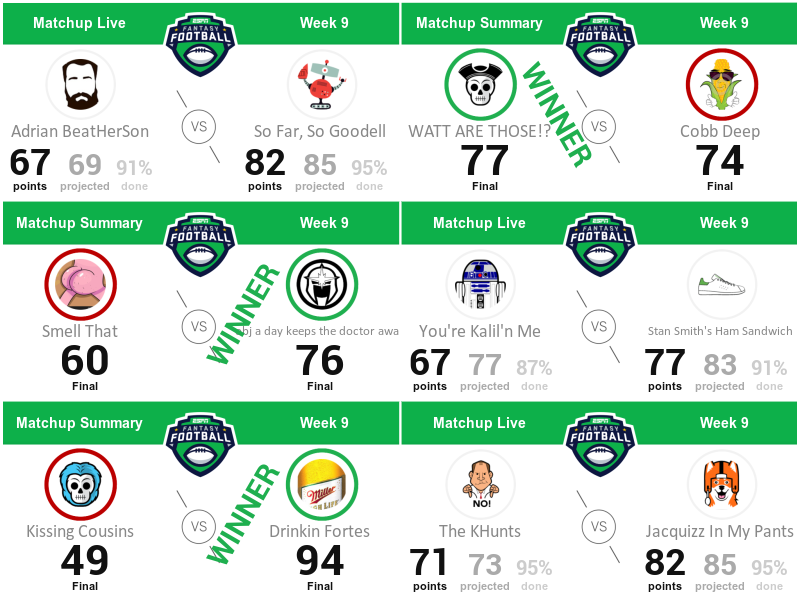 Matchup Live
ESPN
FANTASY
FOOTBALL
Week 9
Adrian BeatHerSon
VS
So Far, So Goodell
67 69 91%
points projected done
82 85 95%
points projected done
Matchup Summary
ESPN
FANTASY
FOOTBALL
Week 9
WINNER
WATT ARE THOSE!?
VS
Cobb Deep
77
Final
74
Final
Matchup Summary
ESPN
FANTASY
FOOTBALL
Week 9
WINNER
Smell That
VS
bj a day keeps the doctor awa
60
Final
76
Final
Matchup Live
ESPN
FANTASY
FOOTBALL
Week 9
You're Kalil'n Me
VS
Stan Smith's Ham Sandwich
67 77 87%
points projected done
77 83 91%
points projected done
Matchup Summary
ESPN
FANTASY
FOOTBALL
Week 9
WINNER
Miller
Kissing Cousins
VS
Drinkin Fortes
49
Final
94
Final
Matchup Live
ESPN
FANTASY
FOOTBALL
Week 9
NO!
The KHunts
VS
Jacquizz In My Pants
71 73 95%
points projected done
82 85 95%
points projected done